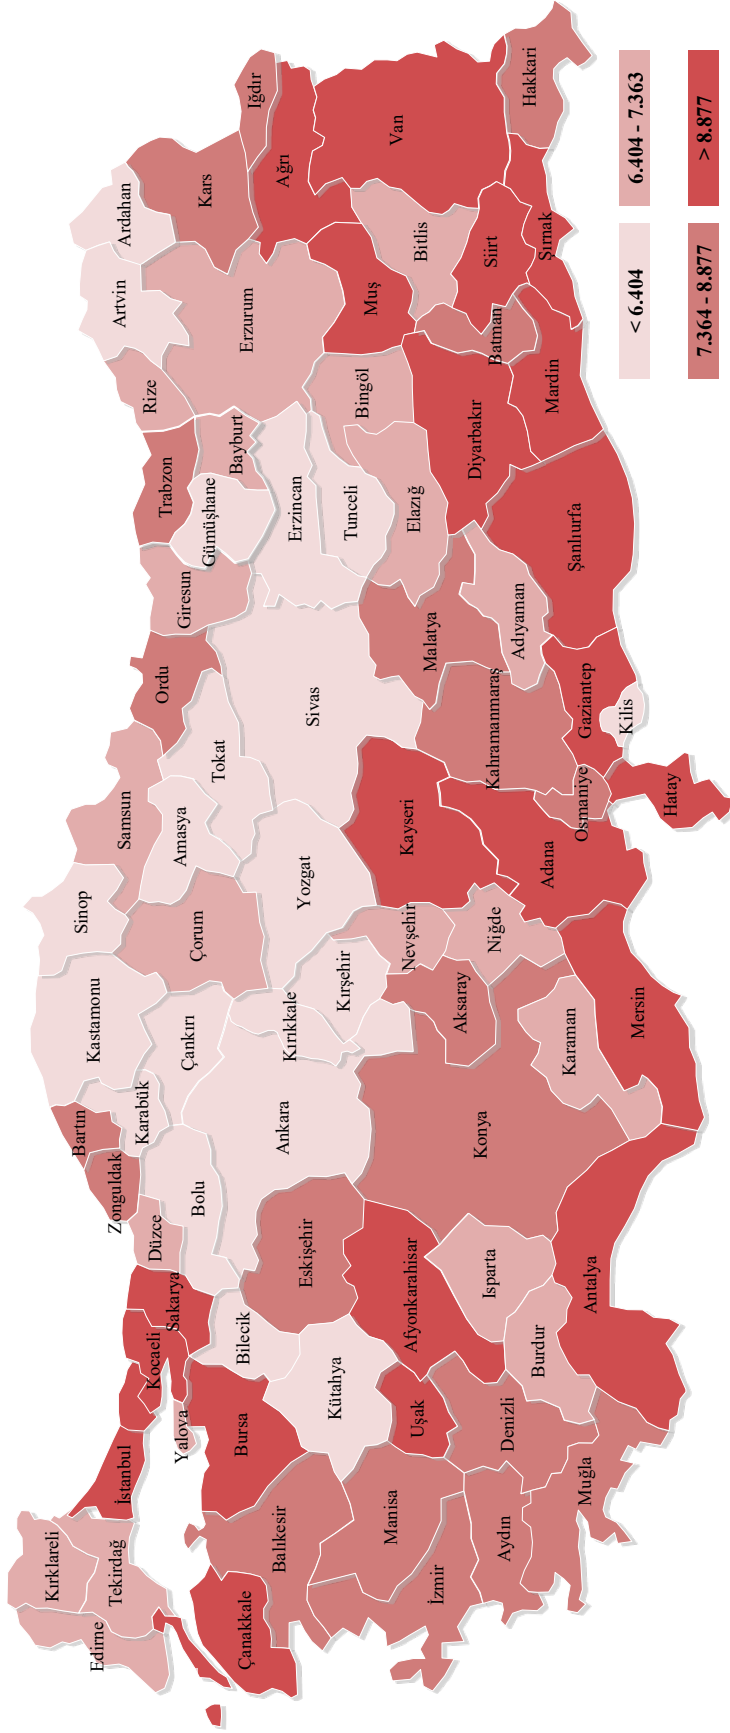 Kırklareli
Edirne
Tekirdağ
İstanbul
Kocaeli
Yalova
Sakarya
Düzce
Zonguldak
Bartın
Karabük
Bolu
Kastamonu
Çankırı
Sinop
Çorum
Samsun
Amasya
Tokat
Ordu
Giresun
Trabzon
Gümüşhane
Bayburt
Rize
Artvin
Ardahan
Kars
Iğdır
Çanakkale
Balıkesir
Bursa
Bilecik
Kütahya
Eskişehir
Ankara
Kırıkkale
Kırşehir
Yozgat
Sivas
Erzincan
Tunceli
Erzurum
Ağrı
Manisa
İzmir
Uşak
Afyonkarahisar
Konya
Aksaray
Nevşehir
Niğde
Kayseri
Malatya
Elazığ
Bingöl
Muş
Bitlis
Van
Aydın
Denizli
Muğla
Burdur
Isparta
Antalya
Karaman
Mersin
Adana
Osmaniye
Hatay
Kahramanmaraş
Gaziantep
Kilis
Adıyaman
Şanlıurfa
Diyarbakır
Mardin
Batman
Siirt
Şırnak
Hakkari
< 6.404
6.404 - 7.363
7.364 - 8.877
> 8.877